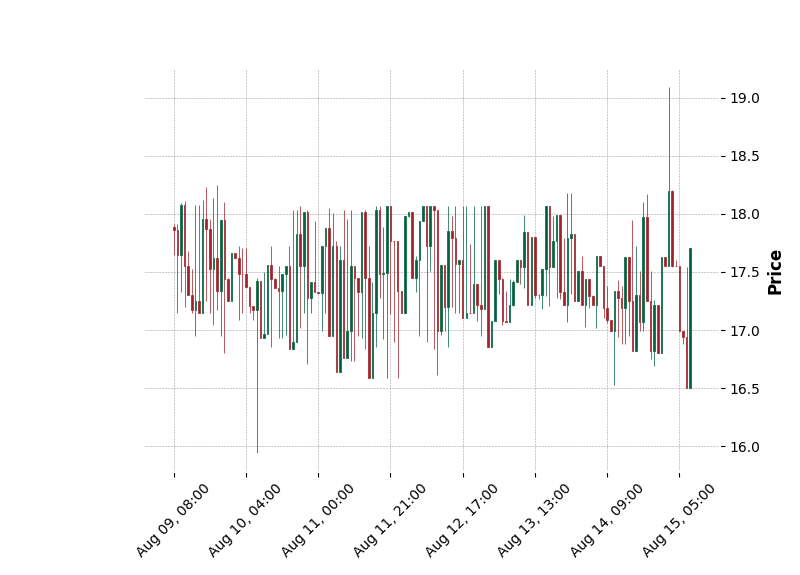 19.0
18.5
18.0
17.5
17.0
16.5
16.0
Price
Aug 09, 08:00
Aug 10, 04:00
Aug 11, 00:00
Aug 11, 21:00
Aug 12, 17:00
Aug 13, 13:00
Aug 14, 09:00
Aug 15, 05:00